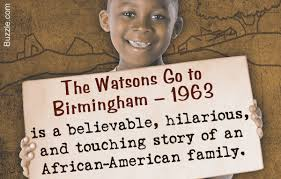 Buzzle.com
The Watsons Go to
Birmingham – 1963
is a believable, hilarious,
and touching story of an
African-American family.